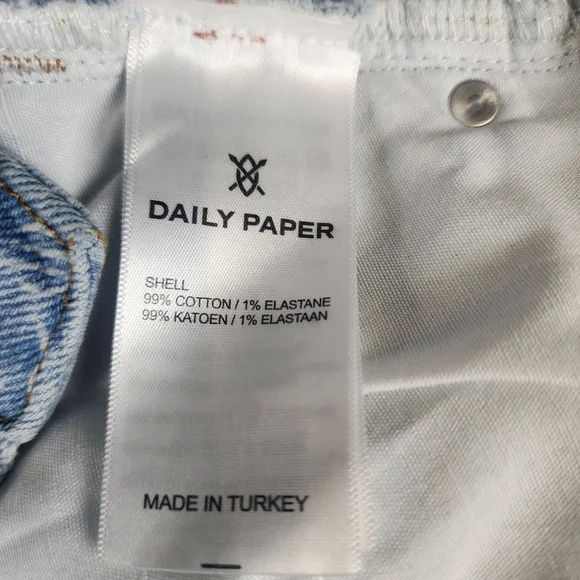 DAILY PAPER
SHELL
99% COTTON / 1% ELASTANE
99% KATOEN / 1% ELASTAAN
MADE IN TURKEY